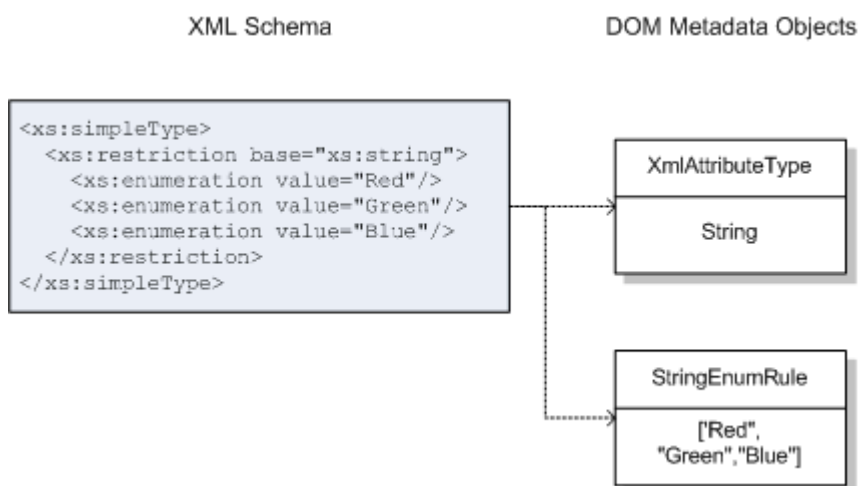 XML Schema
DOM Metadata Objects
<xs:simpleType>
  <xs:restriction base="xs:string">
    <xs:enumeration value="Red"/>
    <xs:enumeration value="Green"/>
    <xs:enumeration value="Blue"/>
  </xs:restriction>
</xs:simpleType>
XmlAttributeType
String
StringEnumRule
['Red",
"Green","Blue"]